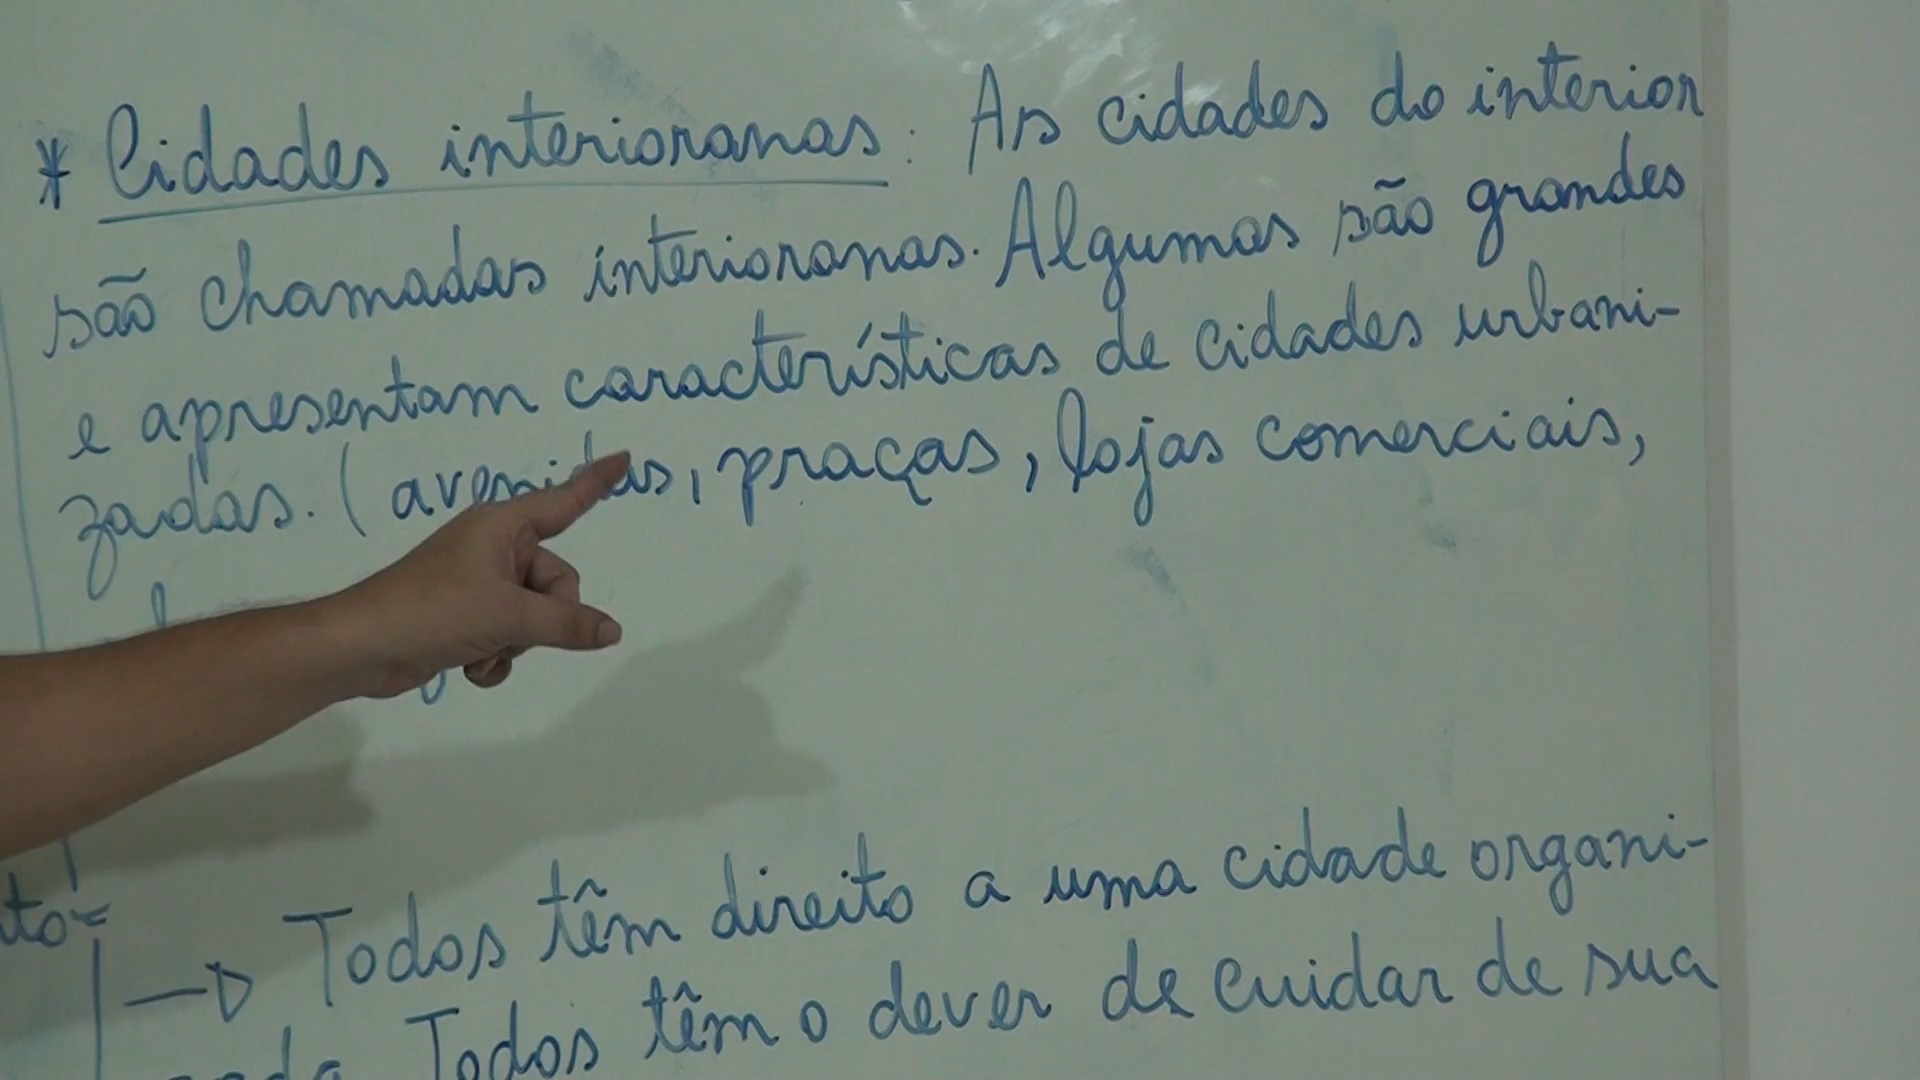 * Cidades interioranas: As cidades do interior
são chamadas interioranas. Algumas são grandes
e apresentam características de cidades urbani-
zadas. (avenidas, praças, lojas comerciais,
→ Todos têm direito a uma cidade organi-
Todos têm o dever de cuidar de sua